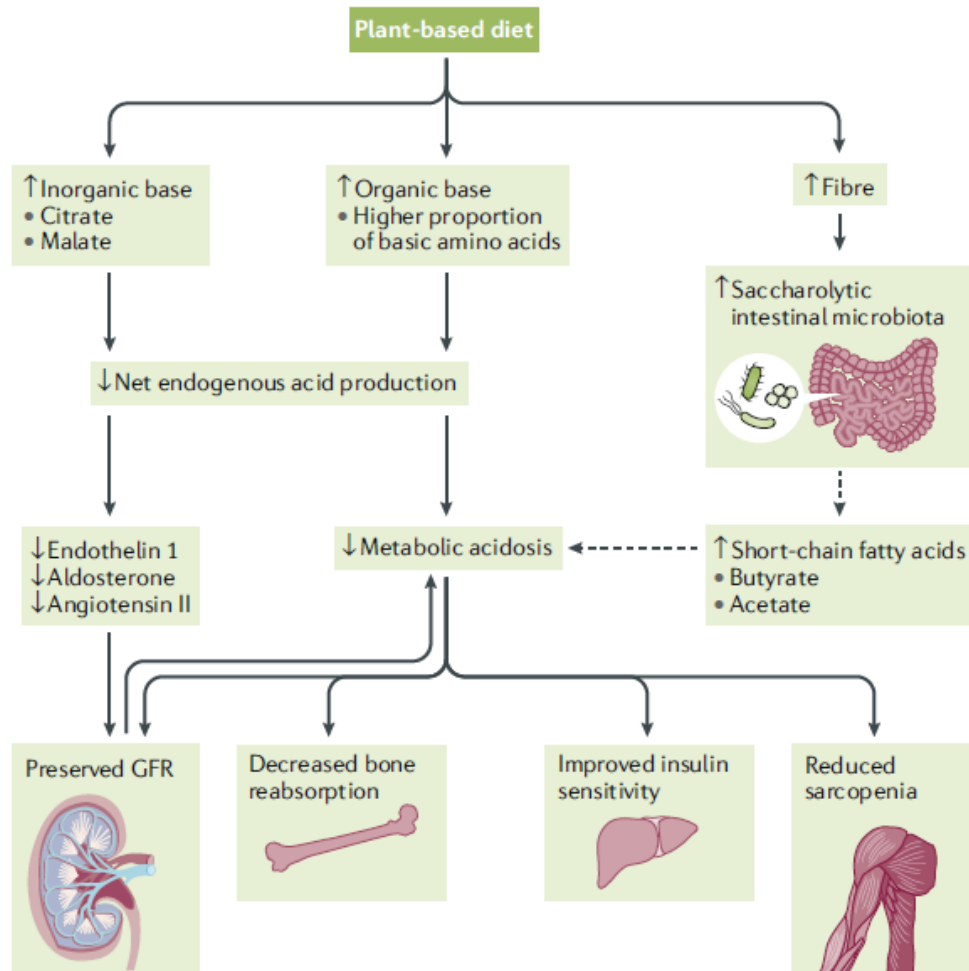 Plant-based diet
↑Inorganic base
• Citrate
• Malate
↑Organic base
• Higher proportion
of basic amino acids
↑Fibre
↑Saccharolytic
intestinal microbiota
↓Net endogenous acid production
↓Endothelin 1
↓Aldosterone
↓Angiotensin II
↓Metabolic acidosis
↑Short-chain fatty acids
• Butyrate
• Acetate
Preserved GFR
Decreased bone
reabsorption
Improved insulin
sensitivity
Reduced
sarcopenia